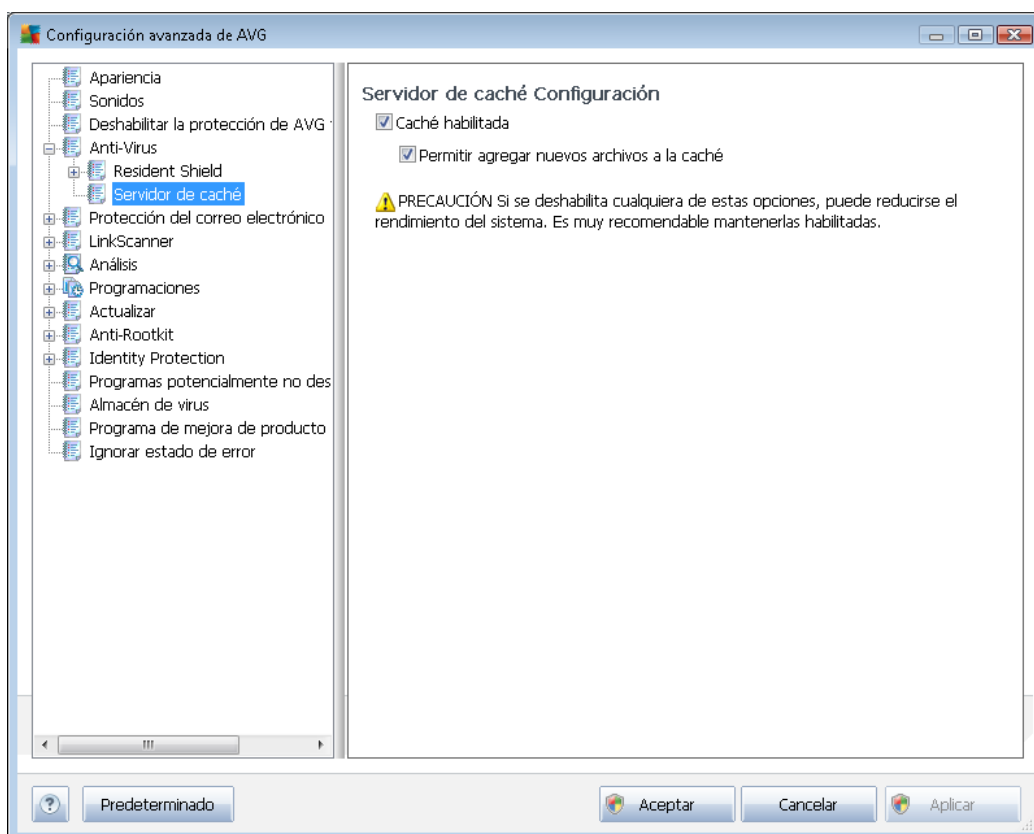 Configuración avanzada de AVG
Apariencia
Sonidos
Deshabilitar la protección de AVG
Anti-Virus
Resident Shield
Servidor de caché
Protección del correo electrónico
LinkScanner
Análisis
Programaciones
Actualizar
Anti-Rootkit
Identity Protection
Programas potencialmente no des
Almacén de virus
Programa de mejora de producto
Ignorar estado de error
Servidor de caché Configuración
Caché habilitada
Permitir agregar nuevos archivos a la caché
PRECAUCIÓN Si se deshabilita cualquiera de estas opciones, puede reducirse el
rendimiento del sistema. Es muy recomendable mantenerlas habilitadas.
Predeterminado
Aceptar
Cancelar
Aplicar